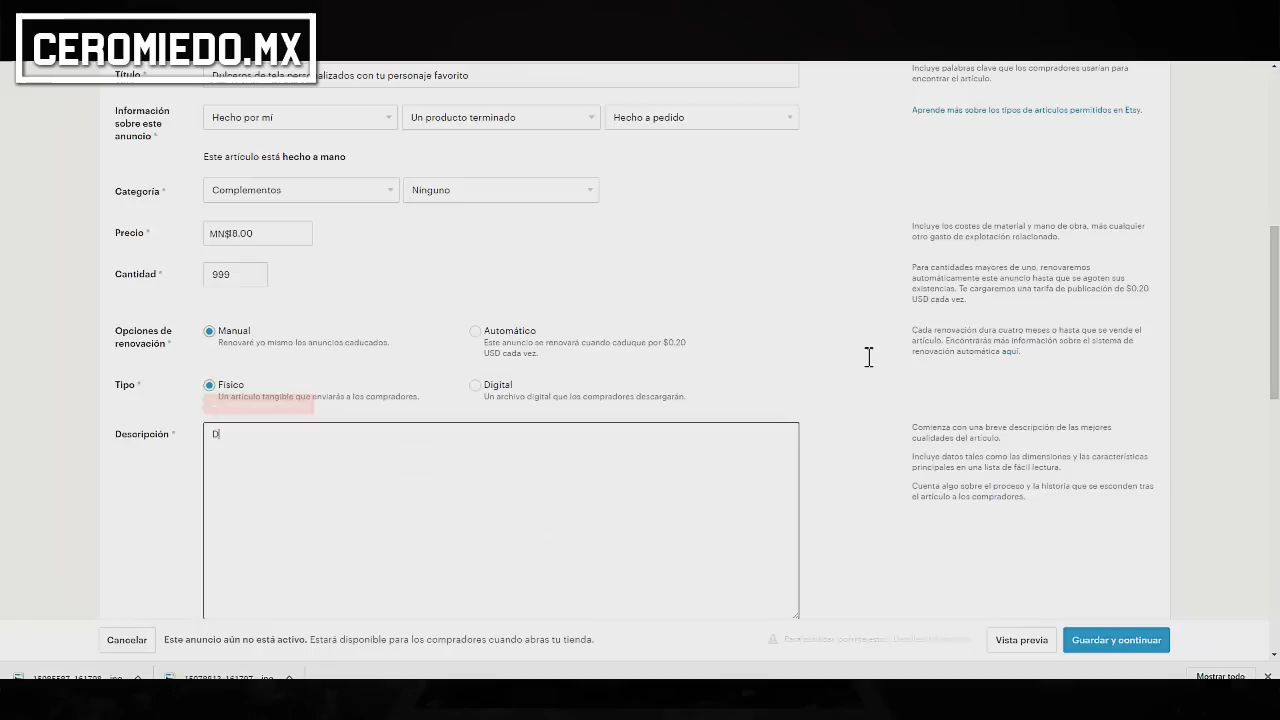 CEROMIEDO.MX
Título * Dulceros de tela personalizados con tu personaje favorito
Incluye palabras clave que los compradores usarían para
encontrar el artículo.
Información
sobre este
anuncio *
Hecho por mí
Un producto terminado
Hecho a pedido
Aprende más sobre los tipos de artículos permitidos en Etsy.
Este artículo está hecho a mano
Categoría *
Complementos
Ninguno
Precio *
MN$18.00
Incluye los costes de material y mano de obra, más cualquier
otro gasto de explotación relacionado.
Cantidad *
999
Para cantidades mayores de uno, renovaremos
automáticamente este anuncio hasta que se agoten sus
existencias. Te cargaremos una tarifa de publicación de $0.20
USD cada vez.
Opciones de
renovación *
Manual
Renovaré yo mismo los anuncios caducados.
Automático
Este anuncio se renovará cuando caduque por $0.20
USD cada vez.
Cada renovación dura cuatro meses o hasta que se vende el
artículo. Encontrarás más información sobre el sistema de
renovación automática aquí.
Tipo *
Físico
Un artículo tangible que enviarás a los compradores.
Digital
Un archivo digital que los compradores descargarán.
Descripción *
D
Comienza con una breve descripción de las mejores
cualidades del artículo.
Incluye datos tales como las dimensiones y las características
principales en una lista de fácil lectura.
Cuenta algo sobre el proceso y la historia que se esconden tras
el artículo a los compradores.
Cancelar
Este anuncio aún no está activo. Estará disponible para los compradores cuando abras tu tienda.
Vista previa
Guardar y continuar
Mostrar todo